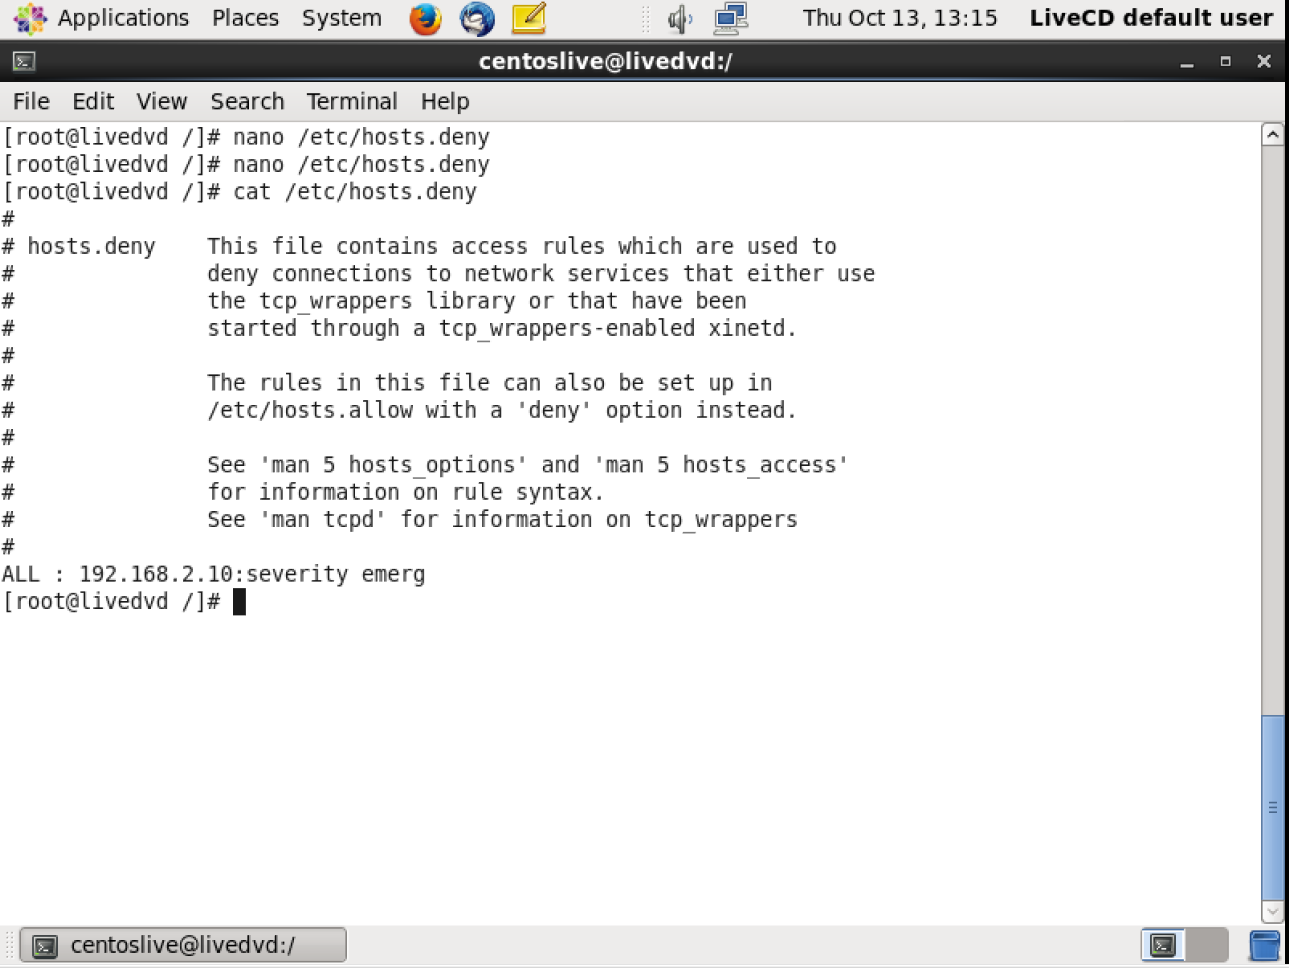 Applications Places System Thu Oct 13, 13:15 LiveCD default user
centoslive@livedvd:/
File Edit View Search Terminal Help
[root@livedvd /]# nano /etc/hosts.deny
[root@livedvd /]# nano /etc/hosts.deny
[root@livedvd /]# cat /etc/hosts.deny
#
# hosts.deny    This file contains access rules which are used to
#               deny connections to network services that either use
#               the tcp_wrappers library or that have been
#               started through a tcp_wrappers-enabled xinetd.
#
#               The rules in this file can also be set up in
#               /etc/hosts.allow with a 'deny' option instead.
#
#               See 'man 5 hosts_options' and 'man 5 hosts_access'
#               for information on rule syntax.
#               See 'man tcpd' for information on tcp_wrappers
#
ALL : 192.168.2.10:severity emerg
[root@livedvd /]#
centoslive@livedvd:/